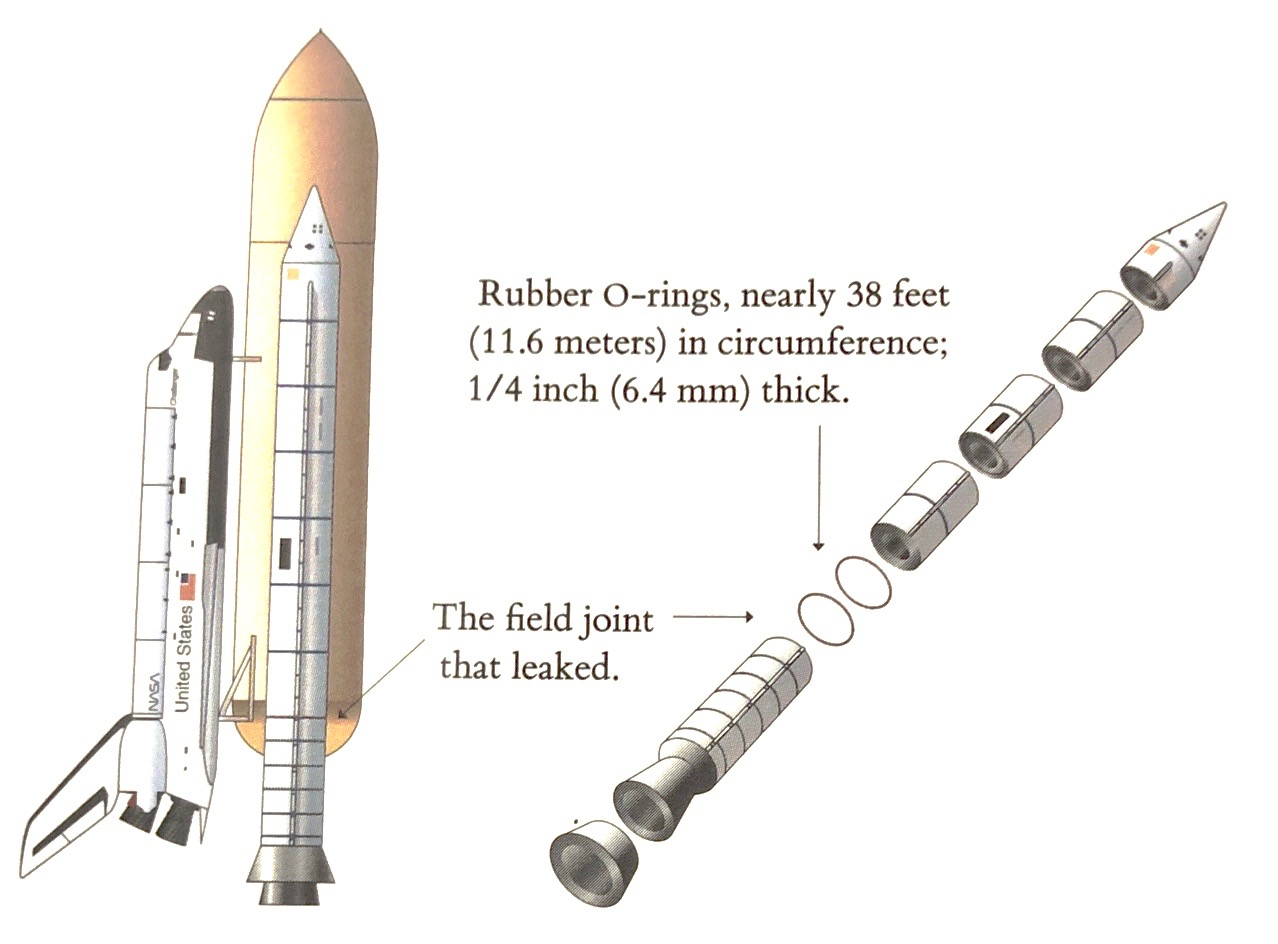 Rubber O-rings, nearly 38 feet
(11.6 meters) in circumference;
1/4 inch (6.4 mm) thick.
The field joint
that leaked.
United States
NASA
Challenger